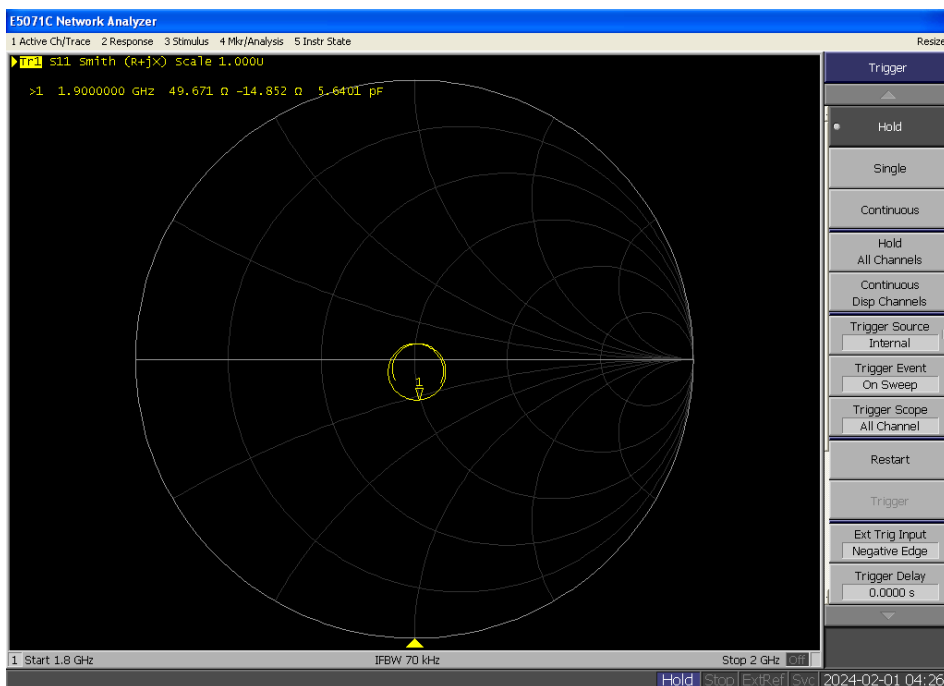 E5071C Network Analyzer
1 Active Ch/Trace 2 Response 3 Stimulus 4 Mkr/Analysis 5 Instr State
Resize
Tr1 S11 Smith (R+jX) Scale 1.000U
>1 1.9000000 GHz 49.671 Ω -14.852 Ω 5.6401 pF
1
Trigger
Hold
Single
Continuous
Hold
All Channels
Continuous
Disp Channels
Trigger Source
Internal
Trigger Event
On Sweep
Trigger Scope
All Channel
Restart
Trigger
Ext Trig Input
Negative Edge
Trigger Delay
0.0000 s
1 Start 1.8 GHz
IFBW 70 kHz
Stop 2 GHz Off
Hold Stop ExtRef Svc 2024-02-01 04:26